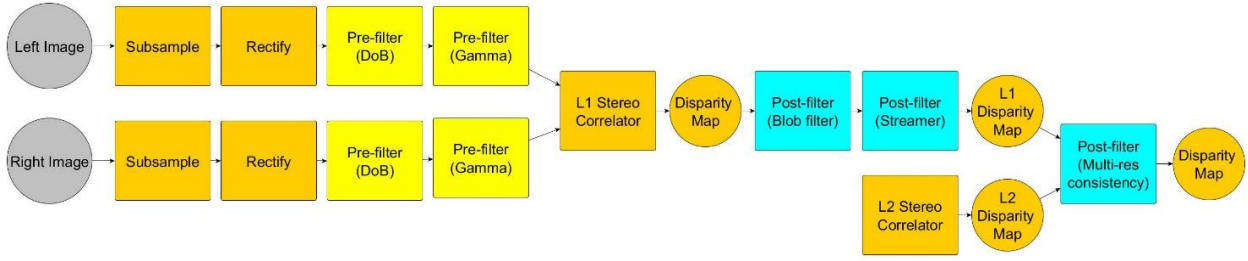 Left Image
Subsample
Rectify
Pre-filter
(DoB)
Pre-filter
(Gamma)
Right Image
Subsample
Rectify
Pre-filter
(DoB)
Pre-filter
(Gamma)
L1 Stereo
Correlator
Disparity
Map
Post-filter
(Blob filter)
Post-filter
(Streamer)
L1
Disparity
Map
L2 Stereo
Correlator
L2
Disparity
Map
Post-filter
(Multi-res
consistency)
Disparity
Map